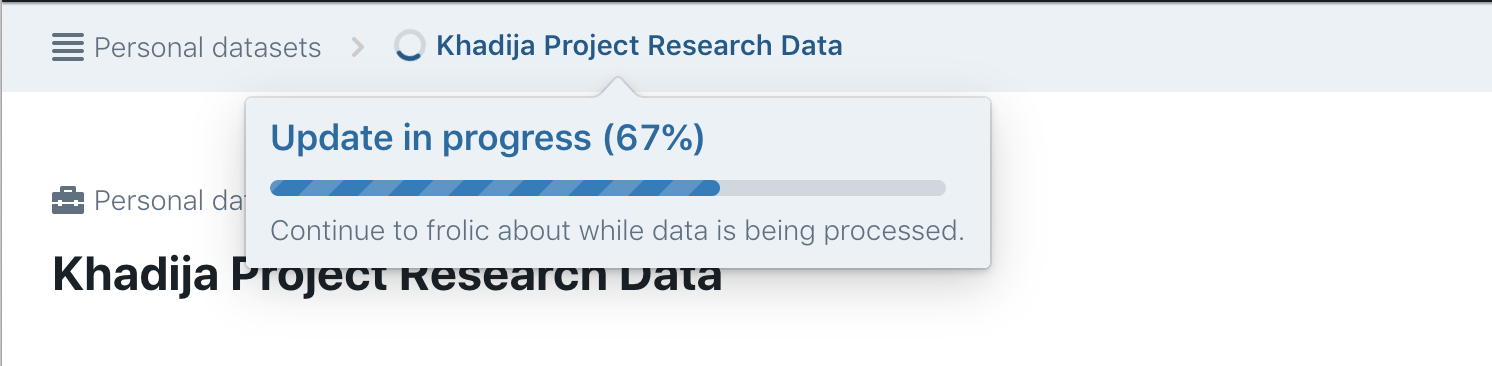 Personal datasets
Khadija Project Research Data
Update in progress (67%)
Continue to frolic about while data is being processed.
Personal
Khadija Project Research Data